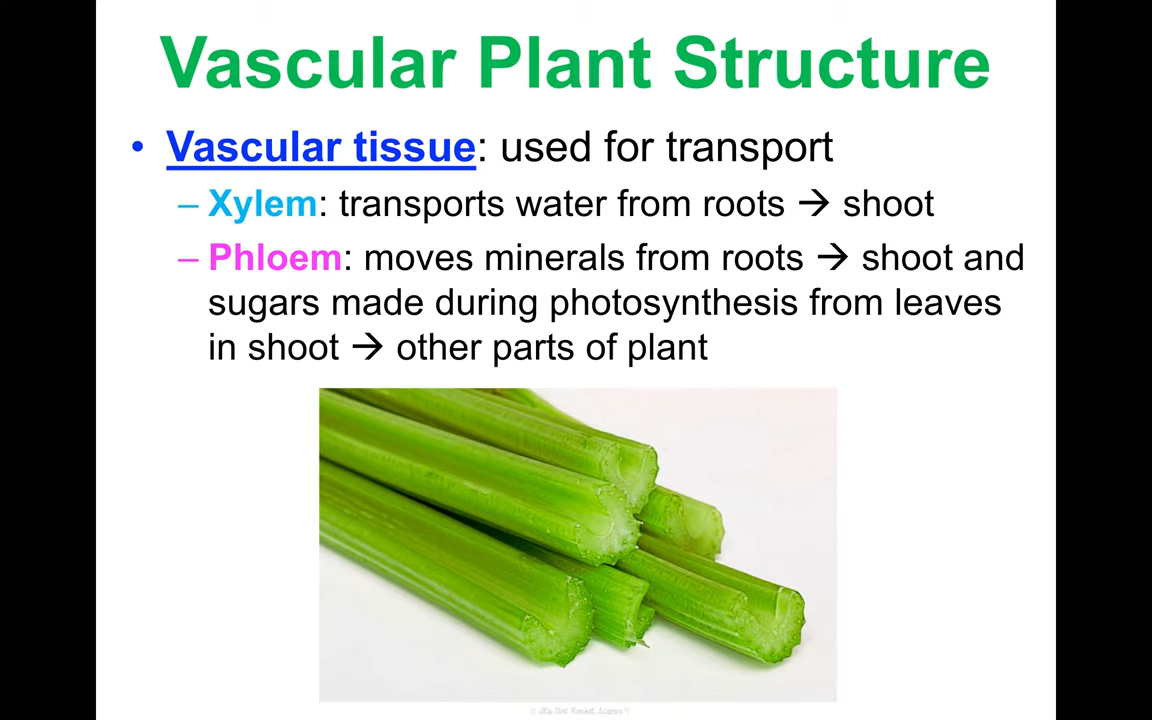 Vascular Plant Structure
• Vascular tissue: used for transport
– Xylem: transports water from roots → shoot
– Phloem: moves minerals from roots → shoot and
sugars made during photosynthesis from leaves
in shoot → other parts of plant